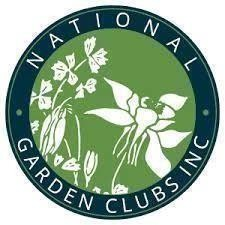 · NATIONAL ·
GARDEN CLUBS INC